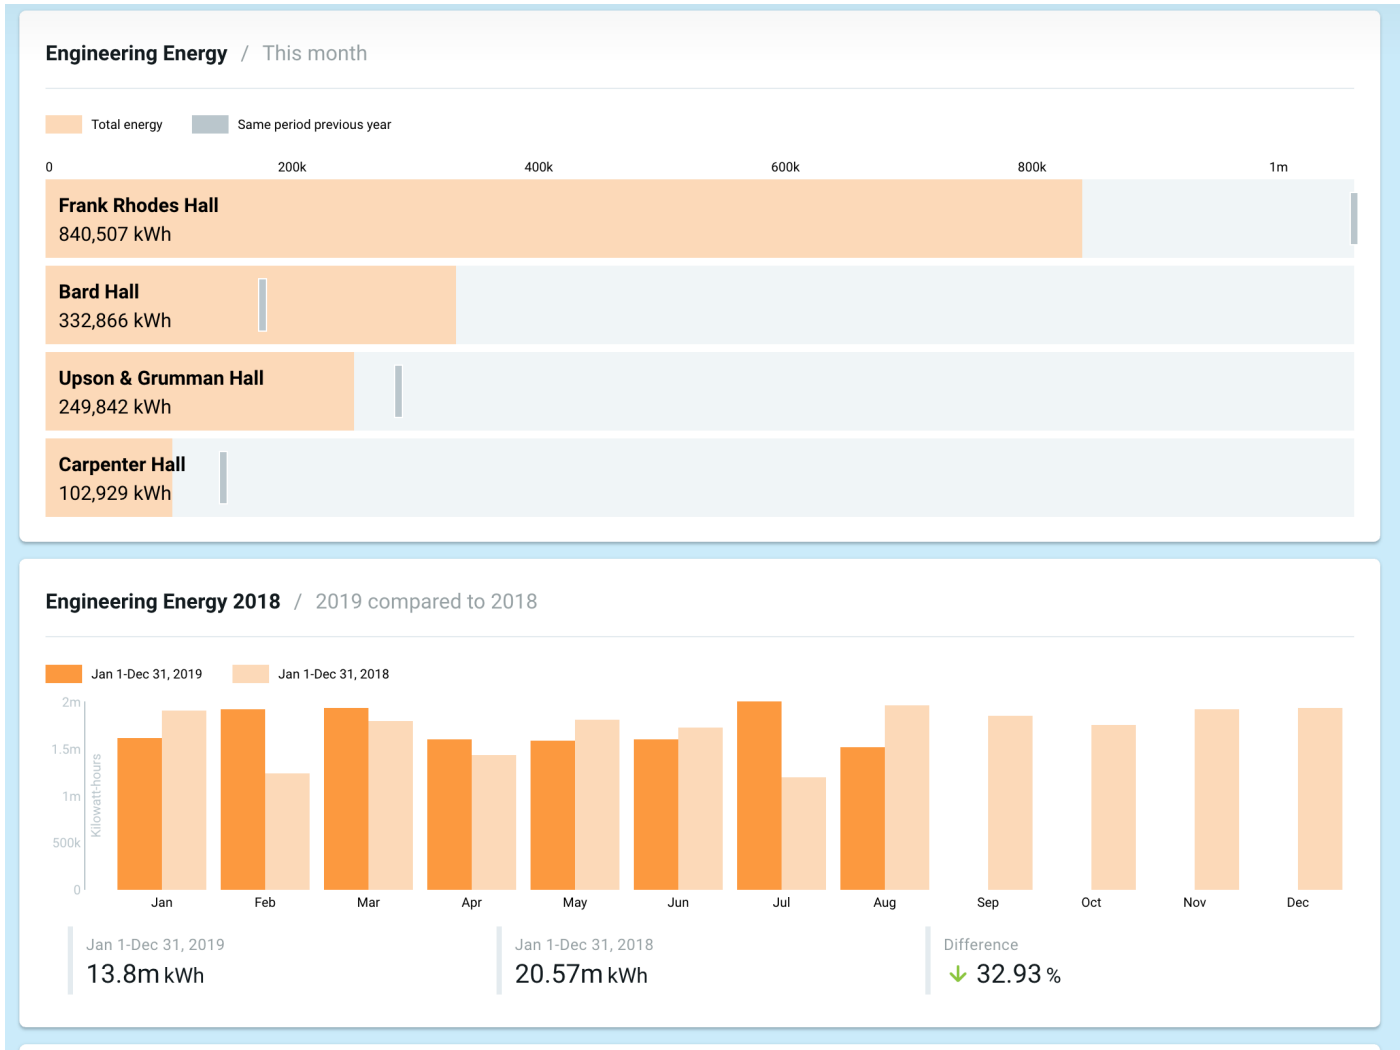 Engineering Energy / This month
Total energy Same period previous year
0 200k 400k 600k 800k 1m
Frank Rhodes Hall
840,507 kWh
Bard Hall
332,866 kWh
Upson & Grumman Hall
249,842 kWh
Carpenter Hall
102,929 kWh
Engineering Energy 2018 / 2019 compared to 2018
Jan 1-Dec 31, 2019 Jan 1-Dec 31, 2018
2m
1.5m
1m
500k
0
Kilowatt-hours
Jan Feb Mar Apr May Jun Jul Aug Sep Oct Nov Dec
Jan 1-Dec 31, 2019 Jan 1-Dec 31, 2018 Difference
13.8m kWh 20.57m kWh 32.93 %